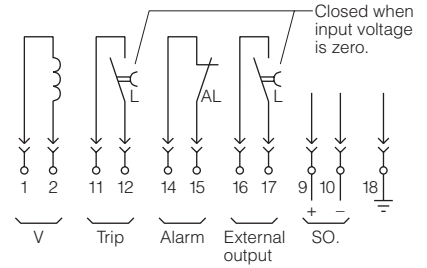 Closed when
input voltage
is zero.
L AL L
1 2 11 12 14 15 16 17 9 10 18
+ −
V Trip Alarm External SO.
output